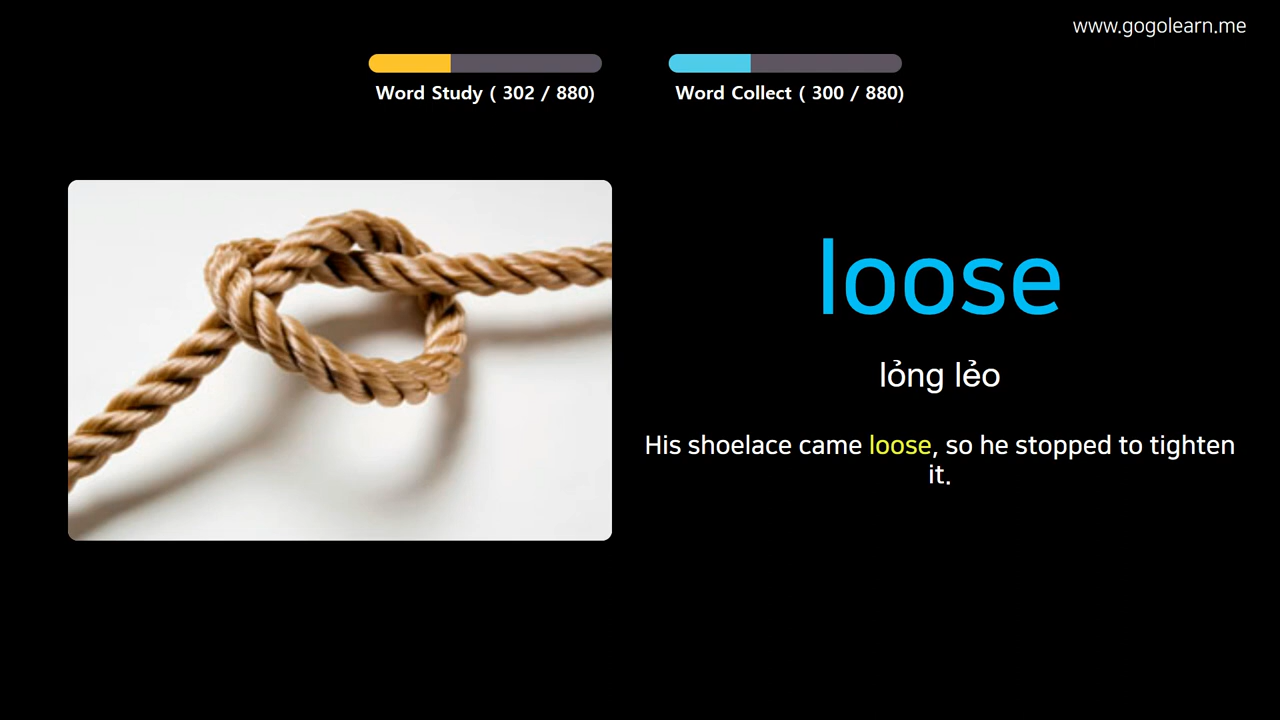 www.gogolearn.me
Word Study ( 302 / 880)
Word Collect ( 300 / 880)
loose
lỏng lẻo
His shoelace came loose, so he stopped to tighten
it.